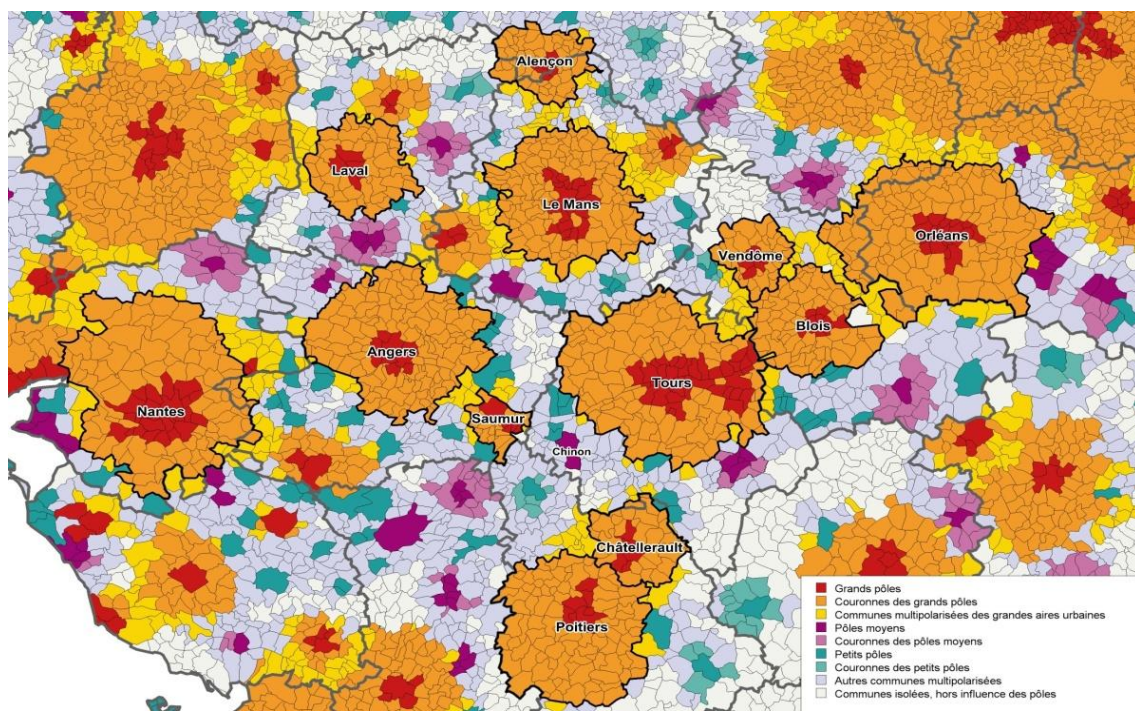 Alençon
Laval
Le Mans
Orléans
Vendôme
Blois
Angers
Tours
Nantes
Saumur
Chinon
Châtellerault
Poitiers
Grands pôles
Couronnes des grands pôles
Communes multipolarisées des grandes aires urbaines
Pôles moyens
Couronnes des pôles moyens
Petits pôles
Couronnes des petits pôles
Autres communes multipolarisées
Communes isolées, hors influence des pôles